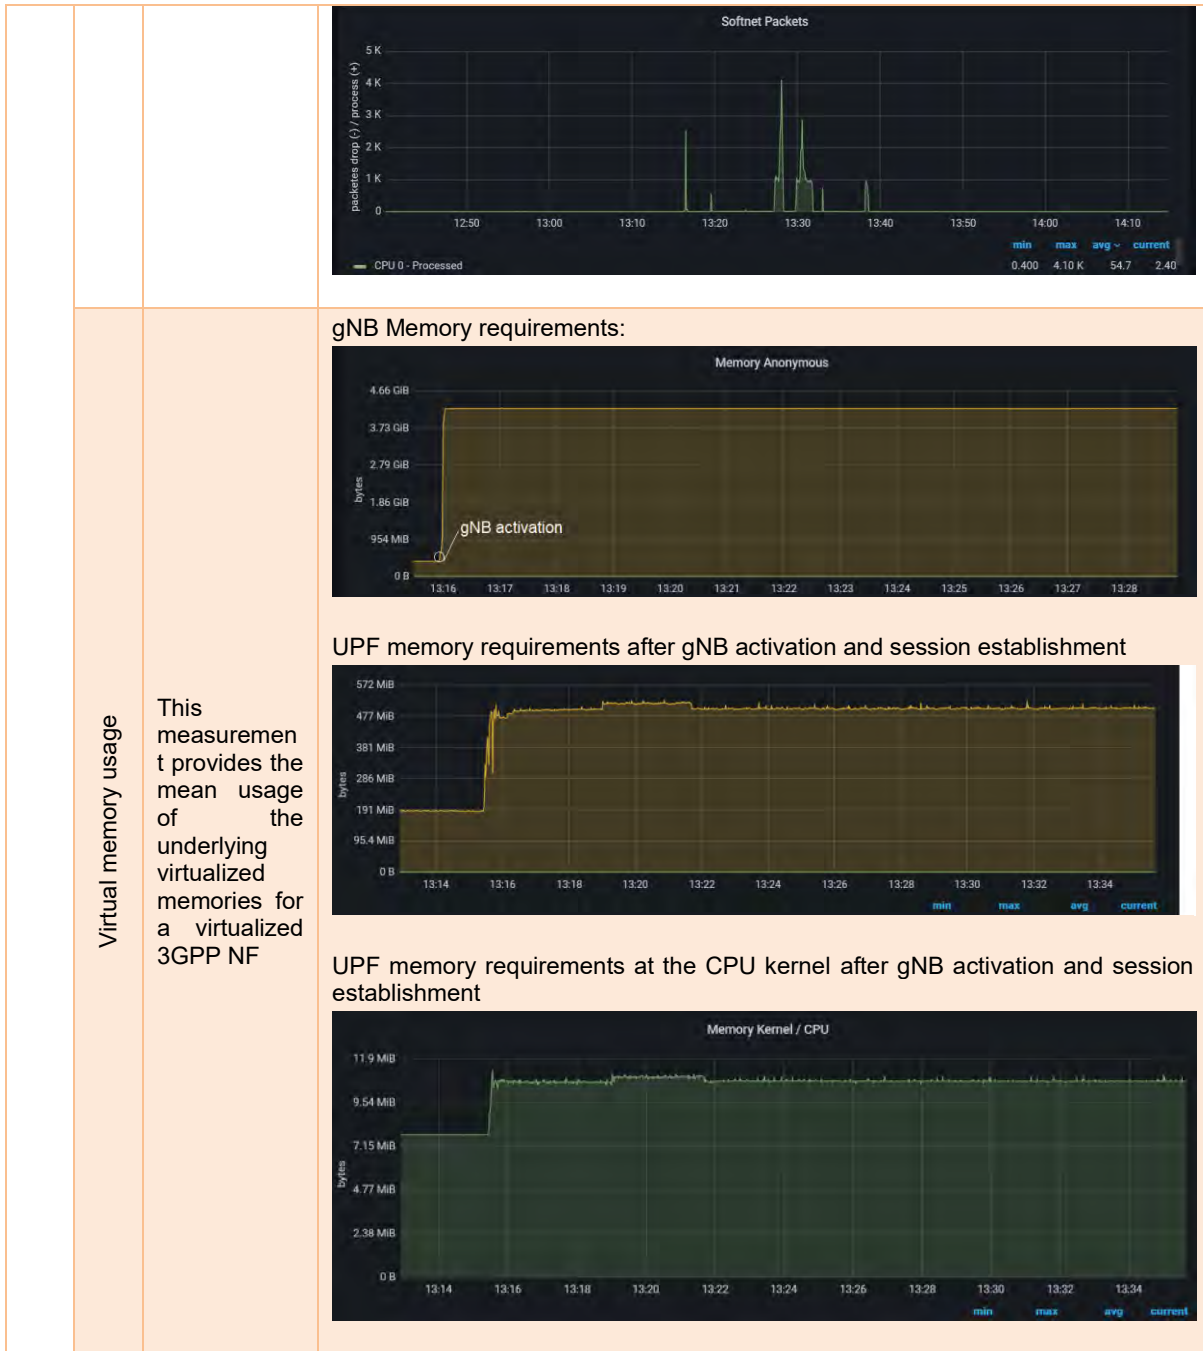 Softnet Packets
packetes drop (-) / process (+)
5 K
4 K
3 K
2 K
1 K
0
12:50 13:00 13:10 13:20 13:30 13:40 13:50 14:00 14:10
min max avg current
CPU 0 - Processed 0.400 4.10 K 54.7 2.40
Virtual memory usage
This
measuremen
t provides the
mean usage
of the
underlying
virtualized
memories for
a virtualized
3GPP NF
gNB Memory requirements:
Memory Anonymous
bytes
4.66 GiB
3.73 GiB
2.79 GiB
1.86 GiB
954 MiB
0 B
gNB activation
13:16 13:17 13:18 13:19 13:20 13:21 13:22 13:23 13:24 13:25 13:26 13:27 13:28
UPF memory requirements after gNB activation and session establishment
bytes
572 MiB
477 MiB
381 MiB
286 MiB
191 MiB
95.4 MiB
0 B
13:14 13:16 13:18 13:20 13:22 13:24 13:26 13:28 13:30 13:32 13:34
min max avg current
UPF memory requirements at the CPU kernel after gNB activation and session
establishment
Memory Kernel / CPU
bytes
11.9 MiB
9.54 MiB
7.15 MiB
4.77 MiB
2.38 MiB
0 B
13:14 13:16 13:18 13:20 13:22 13:24 13:26 13:28 13:30 13:32 13:34
min max avg current